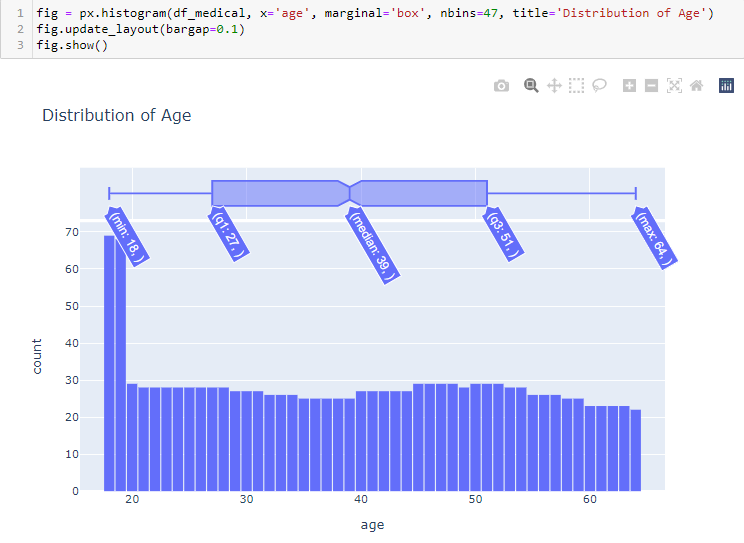 1 fig = px.histogram(df_medical, x='age', marginal='box', nbins=47, title='Distribution of Age')
2 fig.update_layout(bargap=0.1)
3 fig.show()
Distribution of Age
(min: 18, )
(q1: 27, )
(median: 39, )
(q3: 51, )
(max: 64, )
70
60
50
40
30
20
10
0
count
20 30 40 50 60
age